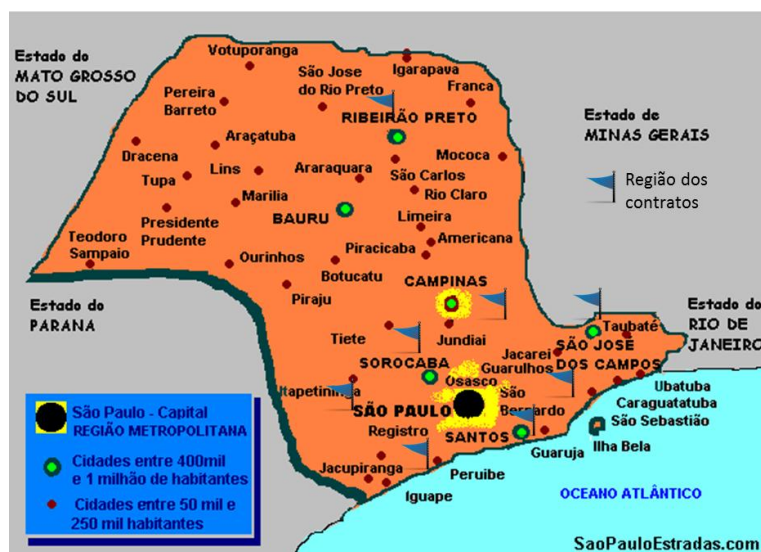 Estado do
MATO GROSSO
DO SUL
Votuporanga
São Jose
do Rio Preto
Igarapava
Franca
Pereira
Barreto
RIBEIRÃO PRETO
Estado de
MINAS GERAIS
Araçatuba
Dracena
Mococa
Lins
Araraquara
São Carlos
Tupa
Rio Claro
Região dos
contratos
Marilia
BAURU
Limeira
Presidente
Prudente
Teodoro
Sampaio
Americana
Ourinhos
Piracicaba
Botucatu
CAMPINAS
Estado do
PARANA
Piraju
Estado do
RIO DE
JANEIRO
Taubaté
Tiete
Jundiai
SÃO JOSÉ
DOS CAMPOS
Jacarei
Guarulhos
SOROCABA
Osasco
Itapetininga
São
Bernardo
SÃO PAULO
Ubatuba
Caraguatatuba
São Sebastião
Ilha Bela
São Paulo - Capital
REGIÃO METROPOLITANA
Registro
SANTOS
Guaruja
Cidades entre 400mil
e 1 milhão de habitantes
Jacupiranga
Peruibe
Iguape
Cidades entre 50 mil e
250 mil habitantes
OCEANO ATLÂNTICO
SaoPauloEstradas.com